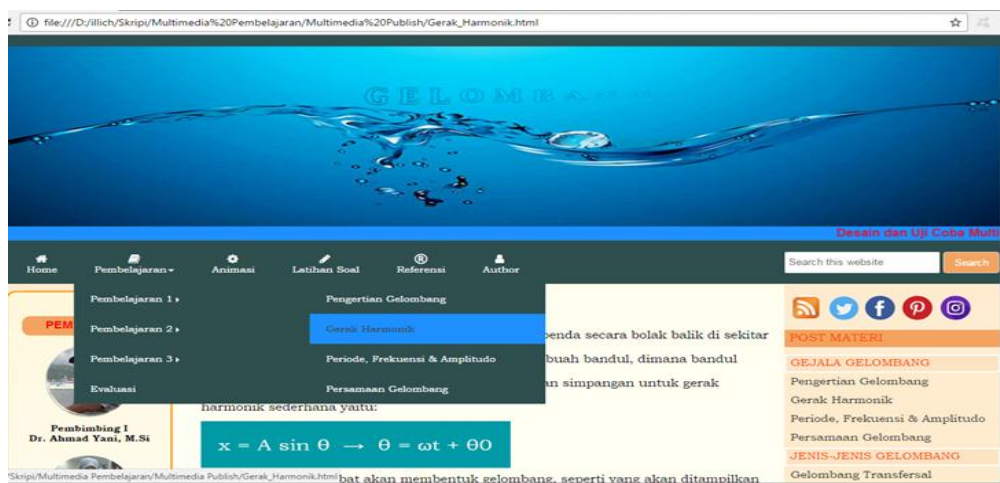 file:///D:/illich/Skripi/Multimedia%20Pembelajaran/Multimedia%20Publish/Gerak_Harmonik.html
GELOMBANG
Desain dan Uji Coba Multi
Home
Pembelajaran
Animasi
Latihan Soal
Referensi
Author
Search this website
Search
Pembelajaran 1
Pembelajaran 2
Pembelajaran 3
Evaluasi
Pengertian Gelombang
Gerak Harmonik
Periode, Frekuensi & Amplitudo
Persamaan Gelombang
PEM
Pembimbing I
Dr. Ahmad Yani, M.Si
benda secara bolak balik di sekitar
buah bandul, dimana bandul
an simpangan untuk gerak
harmonik sederhana yaitu:
x = A sin θ → θ = ωt + θ0
bat akan membentuk gelombang, seperti yang akan ditampilkan
POST MATERI
GEJALA GELOMBANG
Pengertian Gelombang
Gerak Harmonik
Periode, Frekuensi & Amplitudo
Persamaan Gelombang
JENIS-JENIS GELOMBANG
Gelombang Transfersal
/Skripi/Multimedia Pembelajaran/Multimedia Publish/Gerak_Harmonik.html